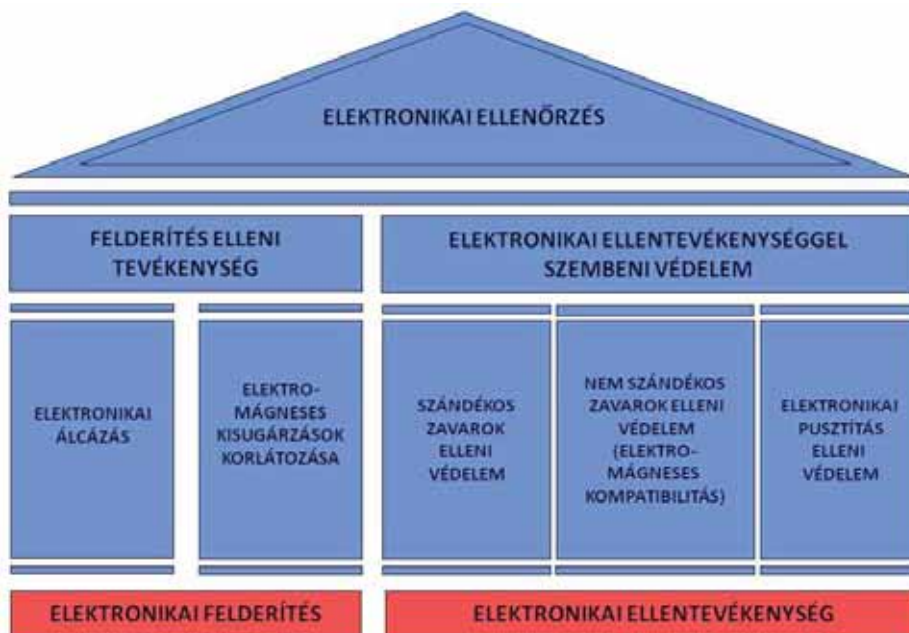 ELEKTRONIKAI ELLENŐRZÉS
FELDERÍTÉS ELLENI
TEVÉKENYSÉG
ELEKTRONIKAI ELLENTEVÉKENYSÉGGEL
SZEMBENI VÉDELEM
ELEKTRONIKAI
ÁLCÁZÁS
ELEKTRO-
MÁGNESES
KISUGÁRZÁSOK
KORLÁTOZÁSA
SZÁNDÉKOS
ZAVAROK
ELLENI
VÉDELEM
NEM SZÁNDÉKOS
ZAVAROK ELLENI
VÉDELEM
(ELEKTRO-
MÁGNESES
KOMPATIBILITÁS)
ELEKTRONIKAI
PUSZTÍTÁS
ELLENI
VÉDELEM
ELEKTRONIKAI FELDERÍTÉS
ELEKTRONIKAI ELLENTEVÉKENYSÉG